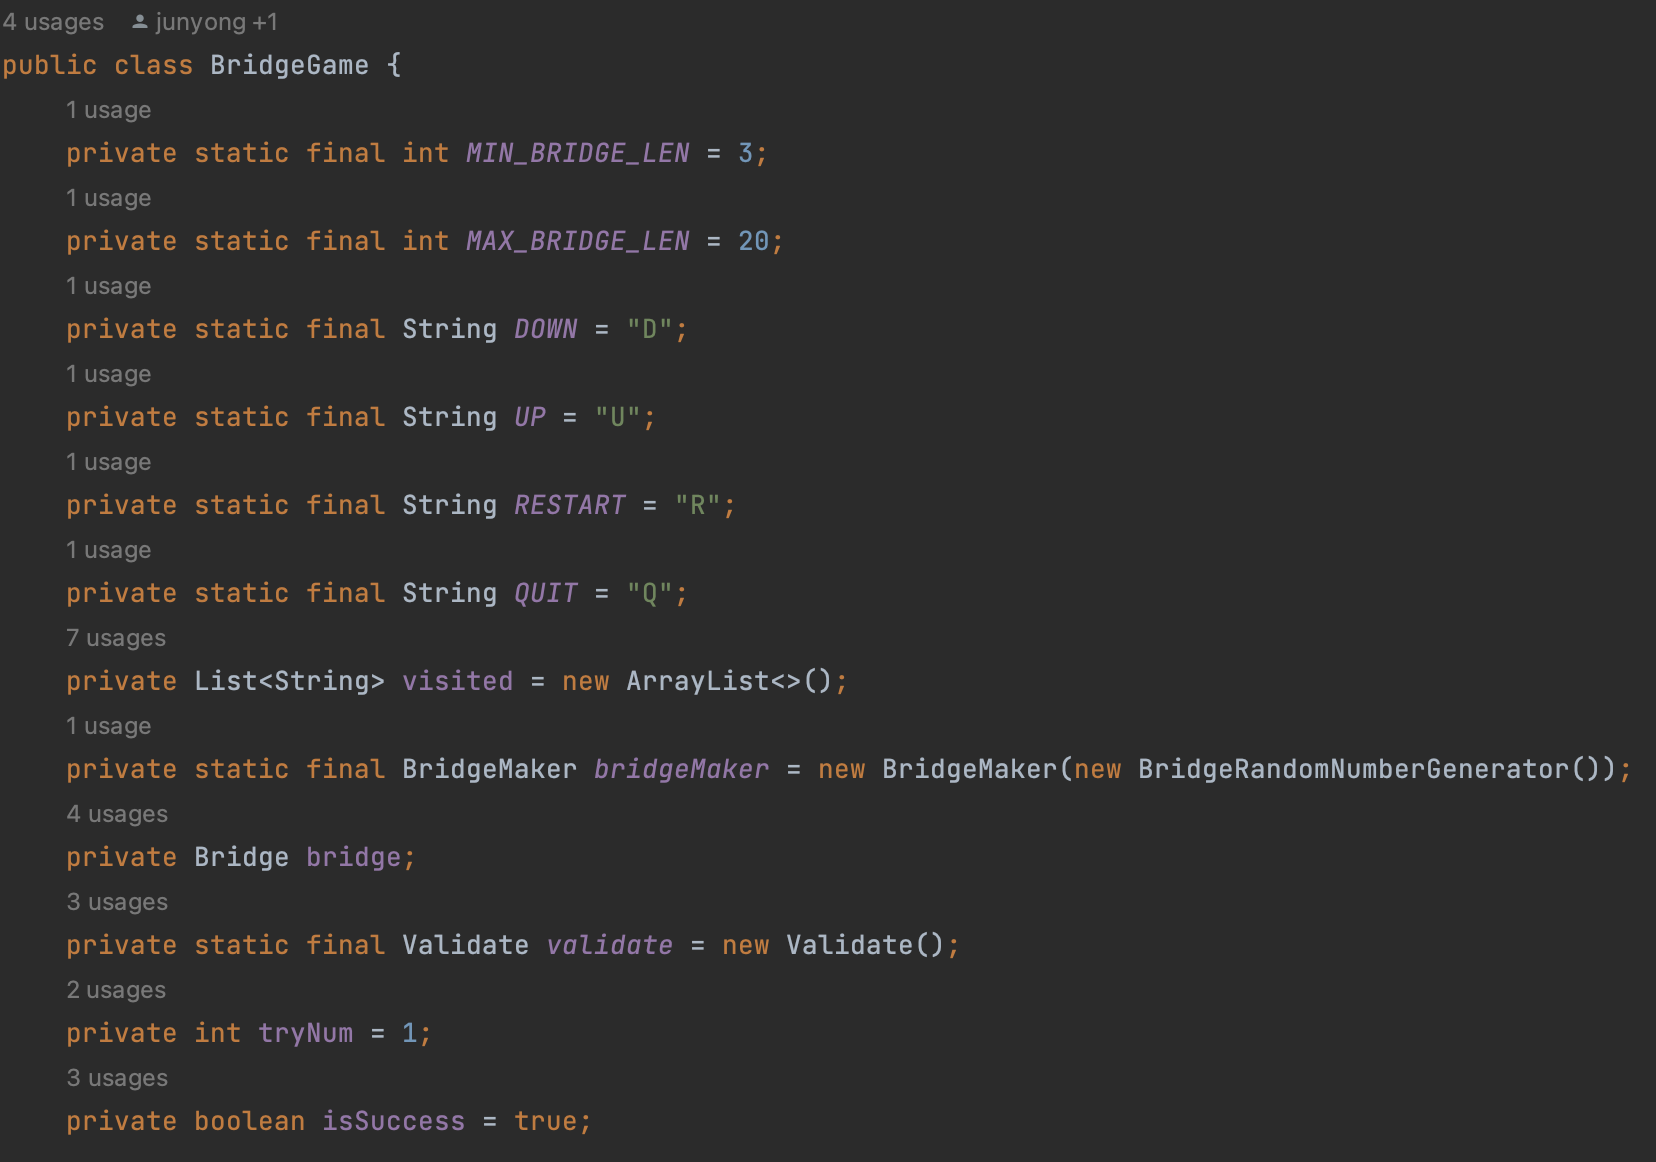 4 usages junyong +1
public class BridgeGame {
1 usage
private static final int MIN_BRIDGE_LEN = 3;
1 usage
private static final int MAX_BRIDGE_LEN = 20;
1 usage
private static final String DOWN = "D";
1 usage
private static final String UP = "U";
1 usage
private static final String RESTART = "R";
1 usage
private static final String QUIT = "Q";
7 usages
private List<String> visited = new ArrayList<>();
1 usage
private static final BridgeMaker bridgeMaker = new BridgeMaker(new BridgeRandomNumberGenerator());
4 usages
private Bridge bridge;
3 usages
private static final Validate validate = new Validate();
2 usages
private int tryNum = 1;
3 usages
private boolean isSuccess = true;